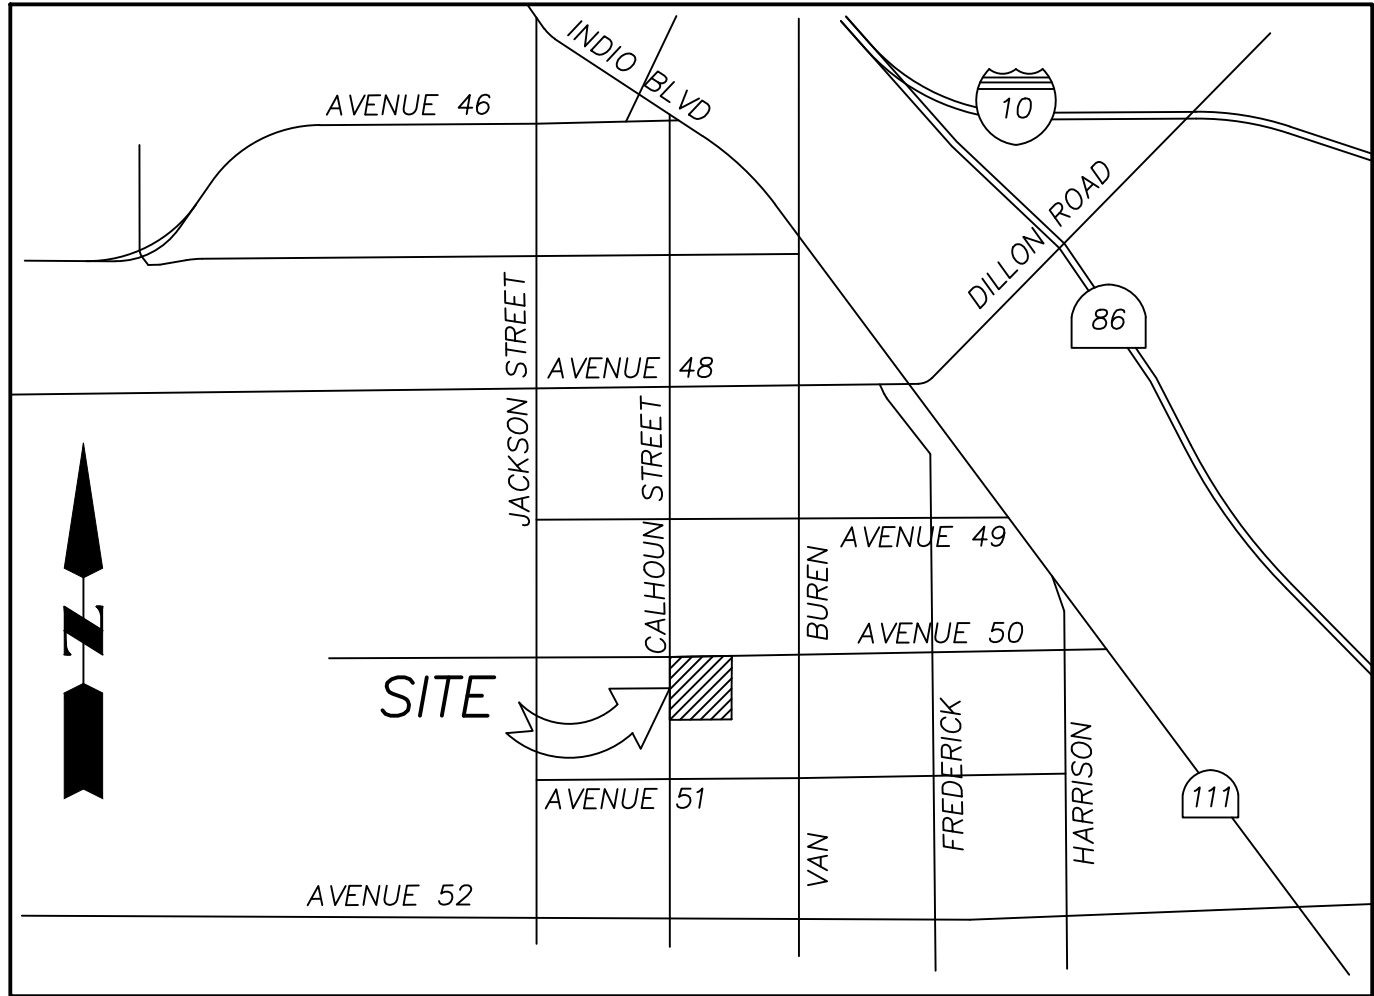 INDIO BLVD
AVENUE 46
10
DILLON ROAD
86
JACKSON STREET
AVENUE 48
CALHOUN STREET
AVENUE 49
VAN BUREN
AVENUE 50
N
SITE
FREDERICK
HARRISON
AVENUE 51
111
AVENUE 52